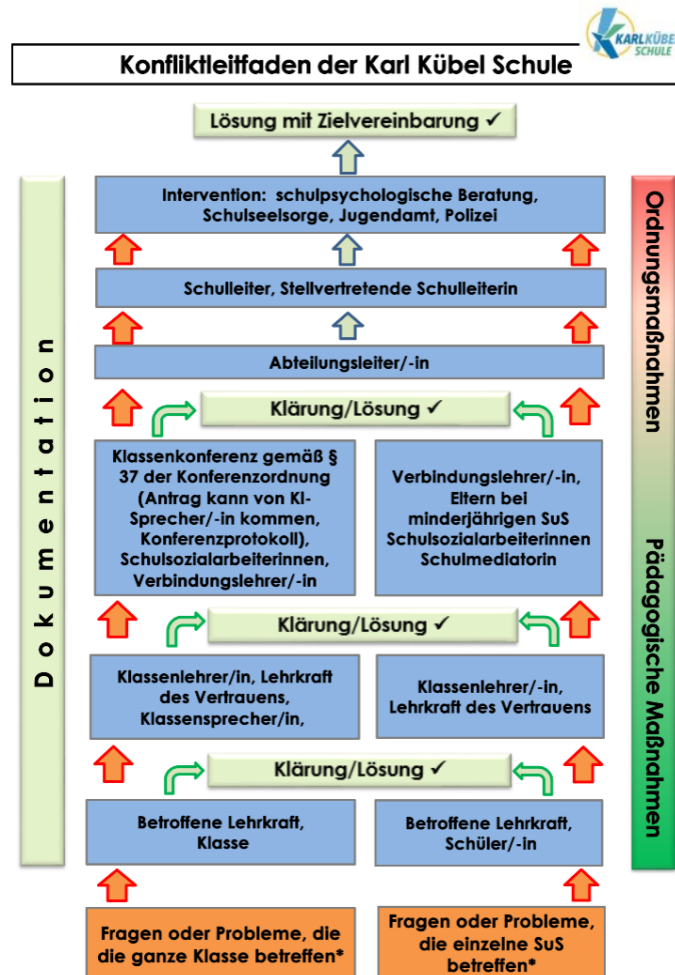 KARLKÜBEL
SCHULE
Konfliktleitfaden der Karl Kübel Schule
Lösung mit Zielvereinbarung ✓
Intervention: schulpsychologische Beratung,
Schulseelsorge, Jugendamt, Polizei
Schulleiter, Stellvertretende Schulleiterin
Abteilungsleiter/-in
Klärung/Lösung ✓
Klassenkonferenz gemäß §
37 der Konferenzordnung
(Antrag kann von Kl-
Sprecher/-in kommen,
Konferenzprotokoll),
Schulsozialarbeiterinnen,
Verbindungslehrer/-in
Verbindungslehrer/-in,
Eltern bei
minderjährigen SuS
Schulsozialarbeiterinnen
Schulmediatorin
Klärung/Lösung ✓
Klassenlehrer/in, Lehrkraft
des Vertrauens,
Klassensprecher/in,
Klassenlehrer/-in,
Lehrkraft des Vertrauens
Klärung/Lösung ✓
Betroffene Lehrkraft,
Klasse
Betroffene Lehrkraft,
Schüler/-in
Fragen oder Probleme, die
die ganze Klasse betreffen*
Fragen oder Probleme,
die einzelne SuS
betreffen*
Dokumentation
Ordnungsmaßnahmen
Pädagogische Maßnahmen